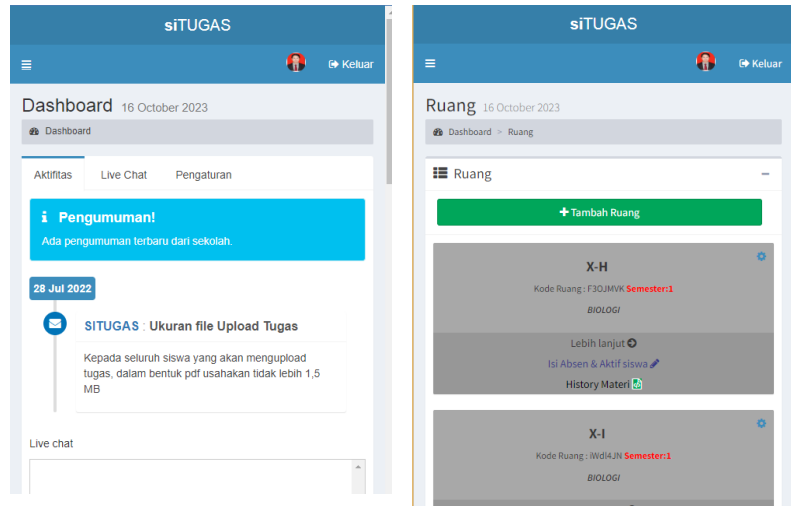 siTUGAS
Keluar
Dashboard 16 October 2023
Dashboard
Aktifitas Live Chat Pengaturan
Pengumuman!
Ada pengumuman terbaru dari sekolah.
28 Jul 2022
SITUGAS : Ukuran file Upload Tugas
Kepada seluruh siswa yang akan mengupload
tugas, dalam bentuk pdf usahakan tidak lebih 1,5
MB
Live chat
siTUGAS
Keluar
Ruang 16 October 2023
Dashboard > Ruang
Ruang
Tambah Ruang
X-H
Kode Ruang : F3OJMVK Semester:1
BIOLOGI
Lebih lanjut
Isi Absen & Aktif siswa
History Materi
X-I
Kode Ruang : iWdl4JN Semester:1
BIOLOGI